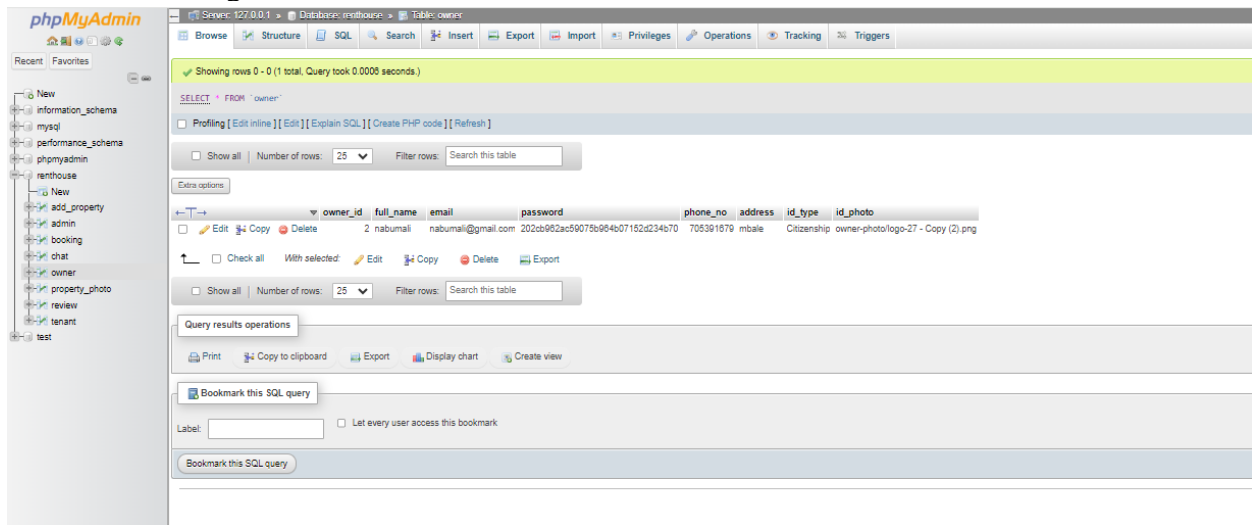 phpMyAdmin
Recent Favorites
New
information_schema
mysql
performance_schema
phpmyadmin
renthouse
New
add_property
admin
booking
chat
owner
property_photo
review
tenant
test
Server: 127.0.0.1 » Database: renthouse » Table: owner
Browse Structure SQL Search Insert Export Import Privileges Operations Tracking Triggers
Showing rows 0 - 0 (1 total, Query took 0.0006 seconds.)
SELECT * FROM `owner`
Profiling [ Edit inline ] [ Edit ] [ Explain SQL ] [ Create PHP code ] [ Refresh ]
Show all | Number of rows: 25 Filter rows: Search this table
Extra options
←T→ owner_id full_name email password phone_no address id_type id_photo
Edit Copy Delete 2 nabumali nabumali@gmail.com 202cb962ac59075b964b07152d234b70 705391679 mbale Citizenship owner-photo/logo-27 - Copy (2).png
Check all With selected: Edit Copy Delete Export
Show all | Number of rows: 25 Filter rows: Search this table
Query results operations
Print Copy to clipboard Export Display chart Create view
Bookmark this SQL query
Label: Let every user access this bookmark
Bookmark this SQL query